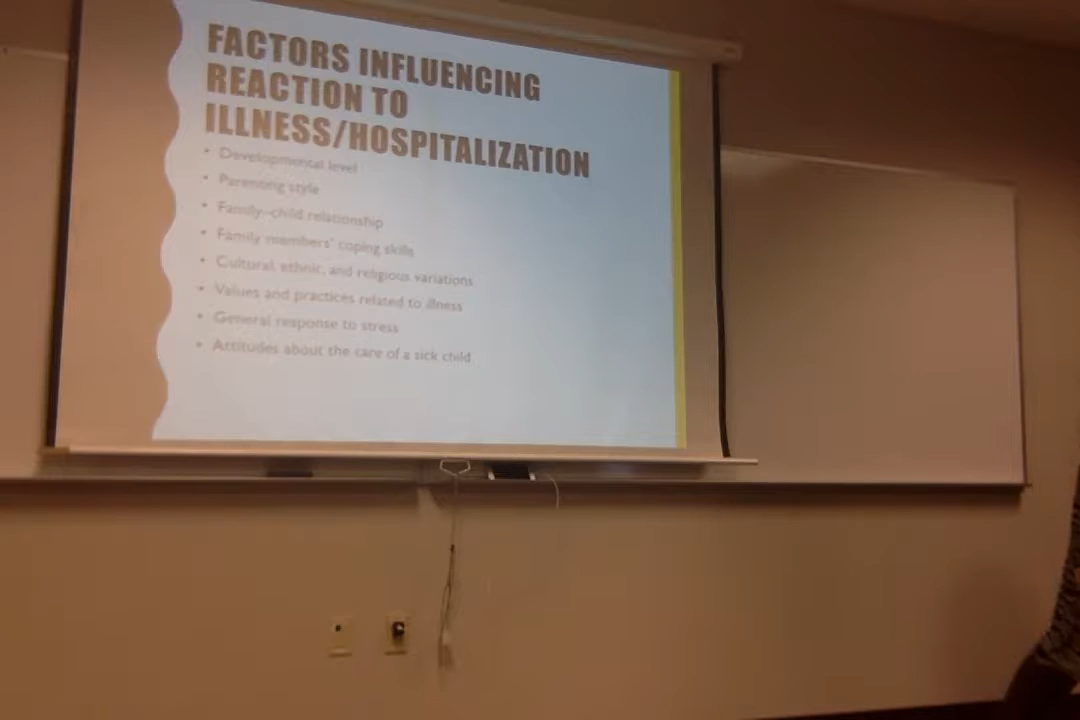 FACTORS INFLUENCING
REACTION TO
ILLNESS/HOSPITALIZATION
• Developmental level
• Parenting style
• Family-child relationship
• Family members' coping skills
• Cultural, ethnic, and religious variations
• Values and practices related to illness
• General response to stress
• Attitudes about the care of a sick child